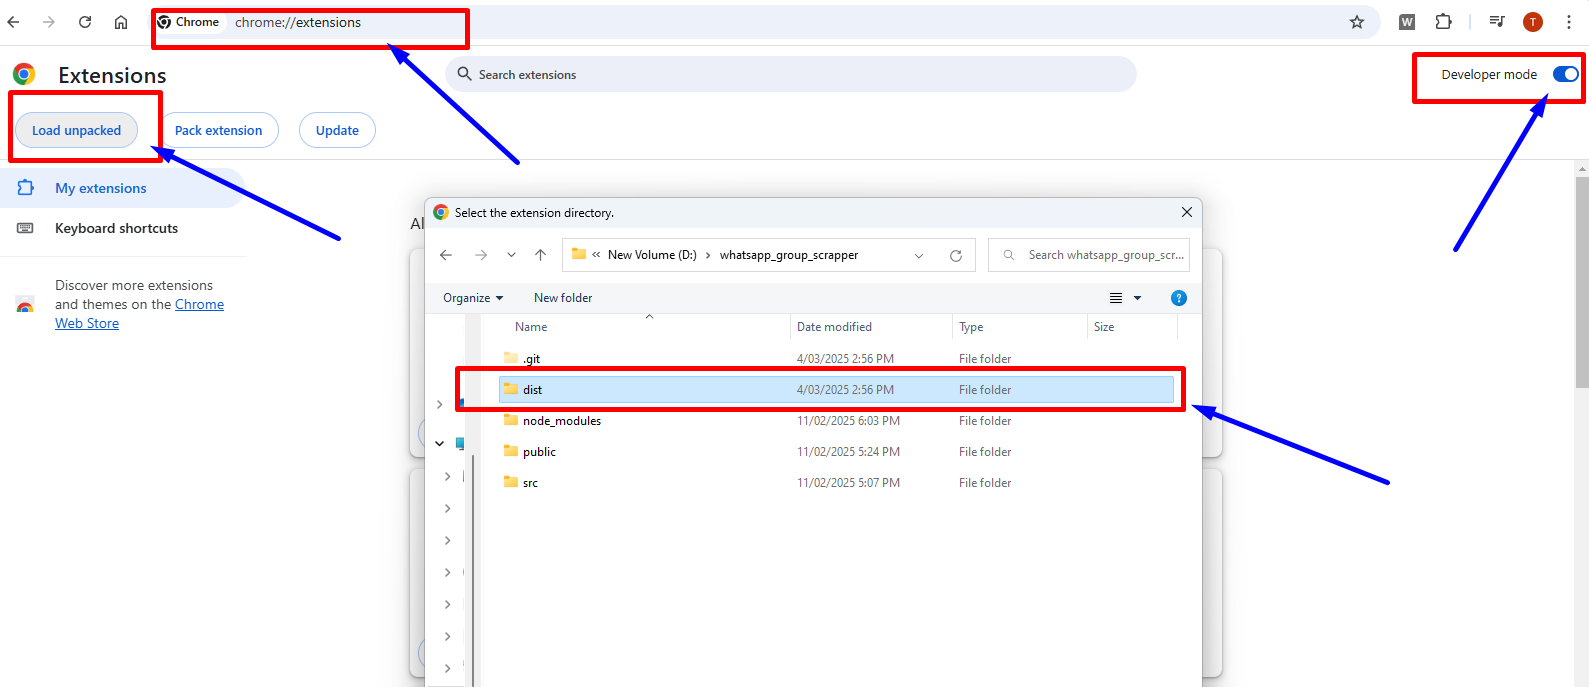 Chrome chrome://extensions
W
T
Extensions
Search extensions
Developer mode
Load unpacked
Pack extension
Update
My extensions
Keyboard shortcuts
Discover more extensions
and themes on the Chrome
Web Store
Al
Select the extension directory.
« New Volume (D:) › whatsapp_group_scrapper
Search whatsapp_group_scr...
Organize
New folder
?
Name Date modified Type Size
.git 4/03/2025 2:56 PM File folder
dist 4/03/2025 2:56 PM File folder
node_modules 11/02/2025 6:03 PM File folder
public 11/02/2025 5:24 PM File folder
src 11/02/2025 5:07 PM File folder